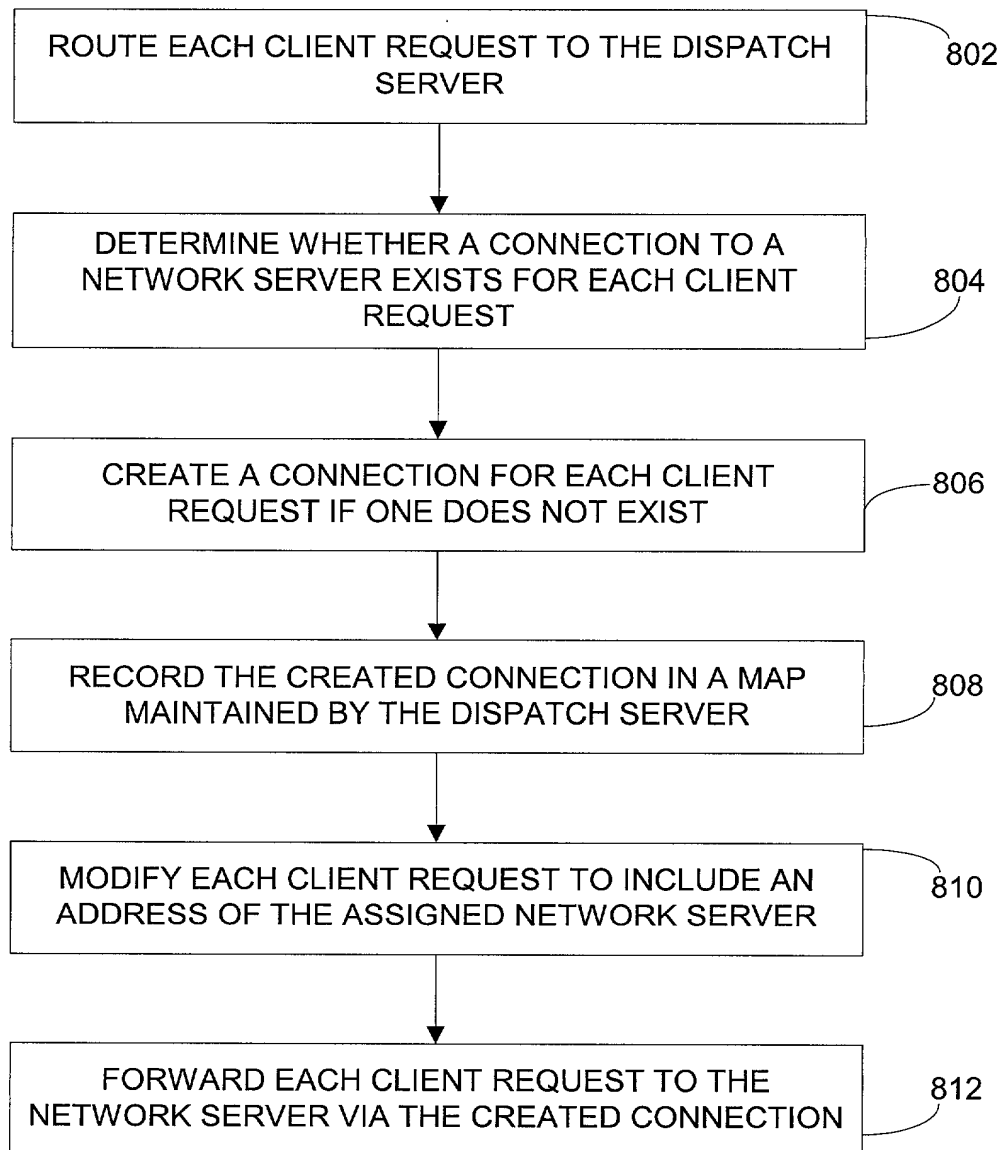 ROUTE EACH CLIENT REQUEST TO THE DISPATCH
SERVER
802
DETERMINE WHETHER A CONNECTION TO A
NETWORK SERVER EXISTS FOR EACH CLIENT
REQUEST
804
CREATE A CONNECTION FOR EACH CLIENT
REQUEST IF ONE DOES NOT EXIST
806
RECORD THE CREATED CONNECTION IN A MAP
MAINTAINED BY THE DISPATCH SERVER
808
MODIFY EACH CLIENT REQUEST TO INCLUDE AN
ADDRESS OF THE ASSIGNED NETWORK SERVER
810
FORWARD EACH CLIENT REQUEST TO THE
NETWORK SERVER VIA THE CREATED CONNECTION
812